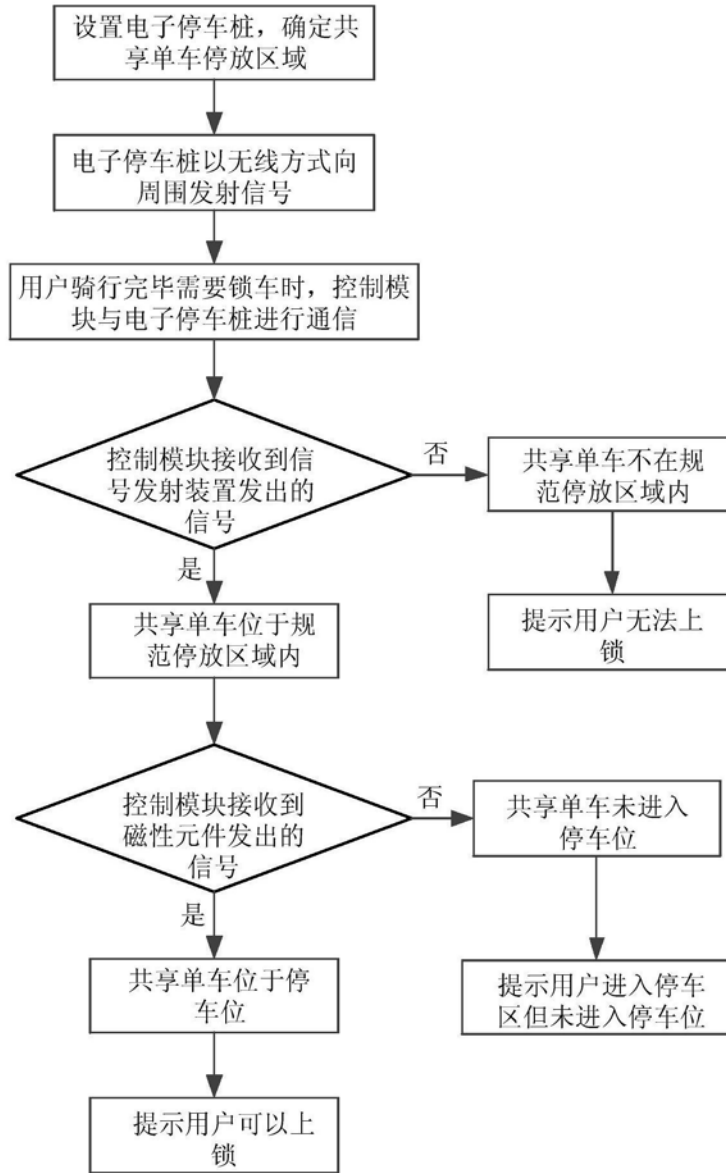 设置电子停车桩，确定共
享单车停放区域
电子停车桩以无线方式向
周围发射信号
用户骑行完毕需要锁车时，控制模
块与电子停车桩进行通信
控制模块接收到信
号发射装置发出的
信号
否
共享单车不在规
范停放区域内
是
提示用户无法上
锁
共享单车位于规
范停放区域内
控制模块接收到
磁性元件发出的
信号
否
共享单车未进入
停车位
是
共享单车位于停
车位
提示用户进入停车
区但未进入停车位
提示用户可以上
锁